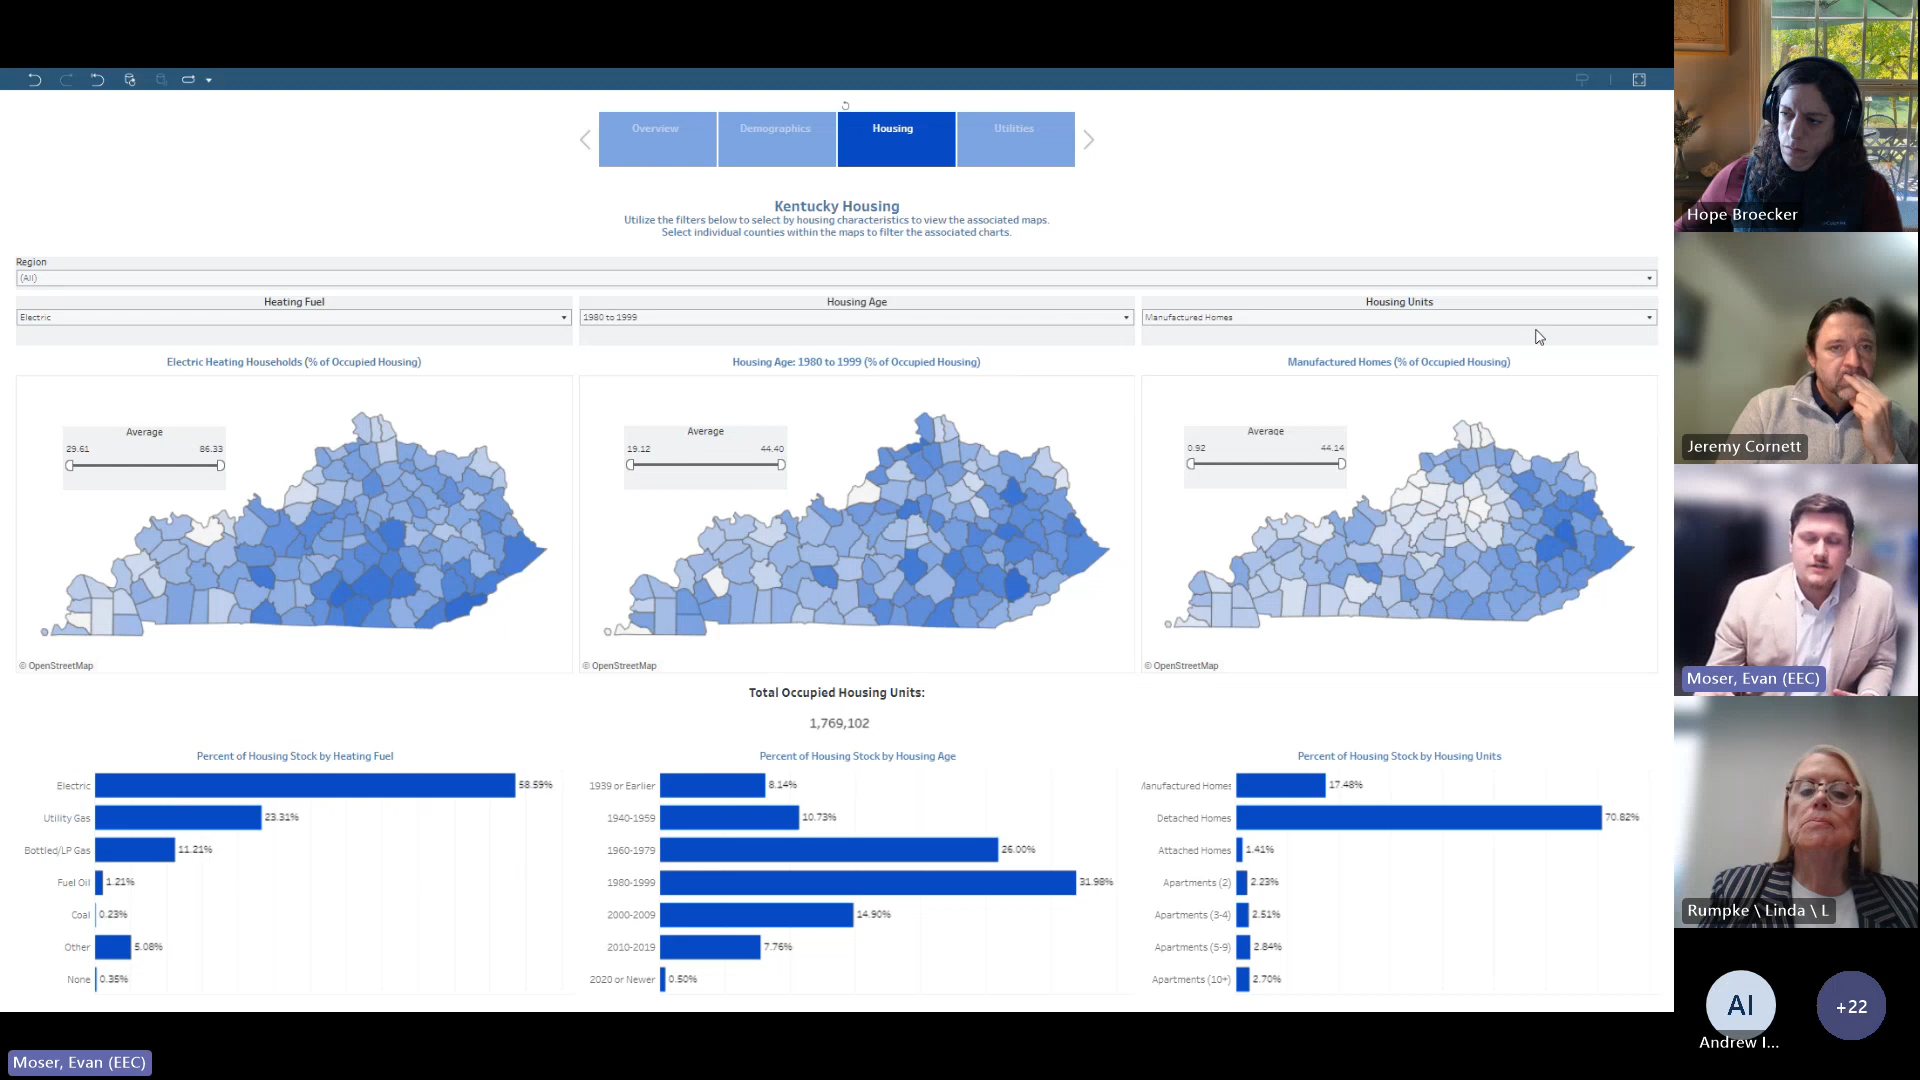 Overview
Demographics
Housing
Utilities
Kentucky Housing
Utilize the filters below to select by housing characteristics to view the associated maps.
Select individual counties within the maps to filter the associated charts.
Region
(All)
Heating Fuel
Electric
Housing Age
1980 to 1999
Housing Units
Manufactured Homes
Electric Heating Households (% of Occupied Housing)
Average
29.61 86.33
© OpenStreetMap
Housing Age: 1980 to 1999 (% of Occupied Housing)
Average
19.12 44.40
© OpenStreetMap
Manufactured Homes (% of Occupied Housing)
Average
0.92 44.14
© OpenStreetMap
Total Occupied Housing Units:
1,769,102
Percent of Housing Stock by Heating Fuel
Electric 58.59%
Utility Gas 23.31%
Bottled/LP Gas 11.21%
Fuel Oil 1.21%
Coal 0.23%
Other 5.08%
None 0.35%
Percent of Housing Stock by Housing Age
1939 or Earlier 8.14%
1940-1959 10.73%
1960-1979 26.00%
1980-1999 31.98%
2000-2009 14.90%
2010-2019 7.76%
2020 or Newer 0.50%
Percent of Housing Stock by Housing Units
Manufactured Homes 17.48%
Detached Homes 70.82%
Attached Homes 1.41%
Apartments (2) 2.23%
Apartments (3-4) 2.51%
Apartments (5-9) 2.84%
Apartments (10+) 2.70%
Hope Broecker
Jeremy Cornett
Moser, Evan (EEC)
Rumpke \ Linda \ L
AI
Andrew I...
+22
Moser, Evan (EEC)